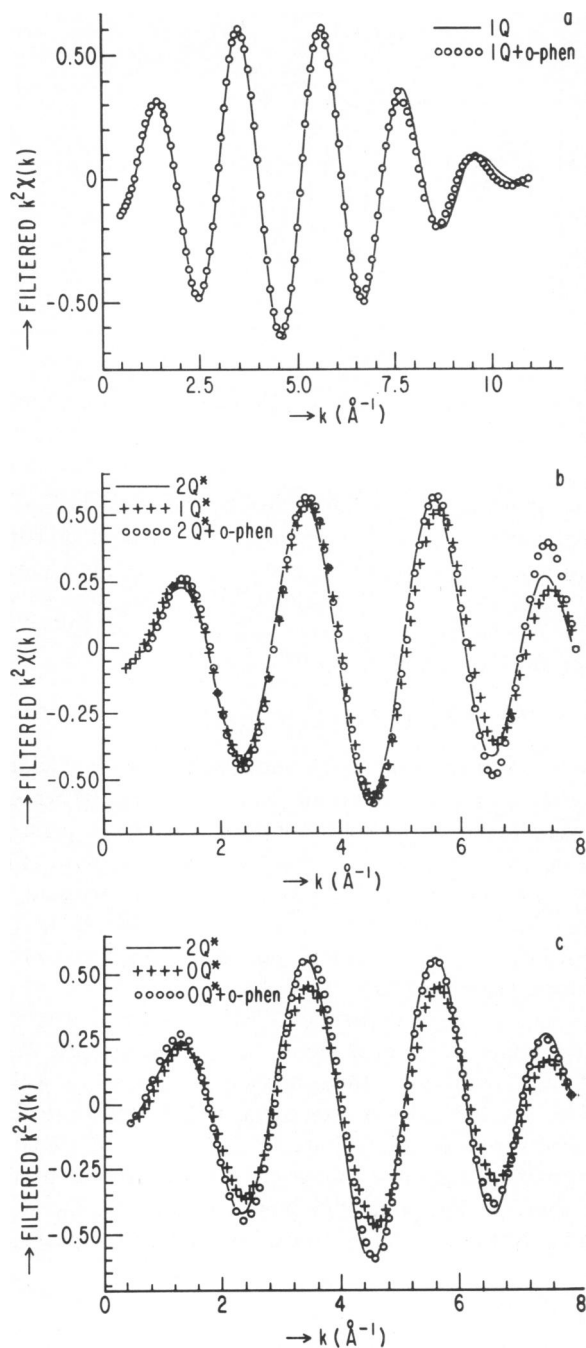 a
1Q
1Q+o-phen
0.50
0
-0.50
→ FILTERED k²χ(k)
2.5
5.0
7.5
10
→ k (Å⁻¹)
b
2Q*
1Q*
2Q*+o-phen
0.50
0.25
0
-0.25
-0.50
→ FILTERED k²χ(k)
0
2
4
6
8
→ k (Å⁻¹)
c
2Q*
0Q*
0Q*+o-phen
0.50
0.25
0
-0.25
-0.50
→ FILTERED k²χ(k)
0
2
4
6
8
→ k (Å⁻¹)